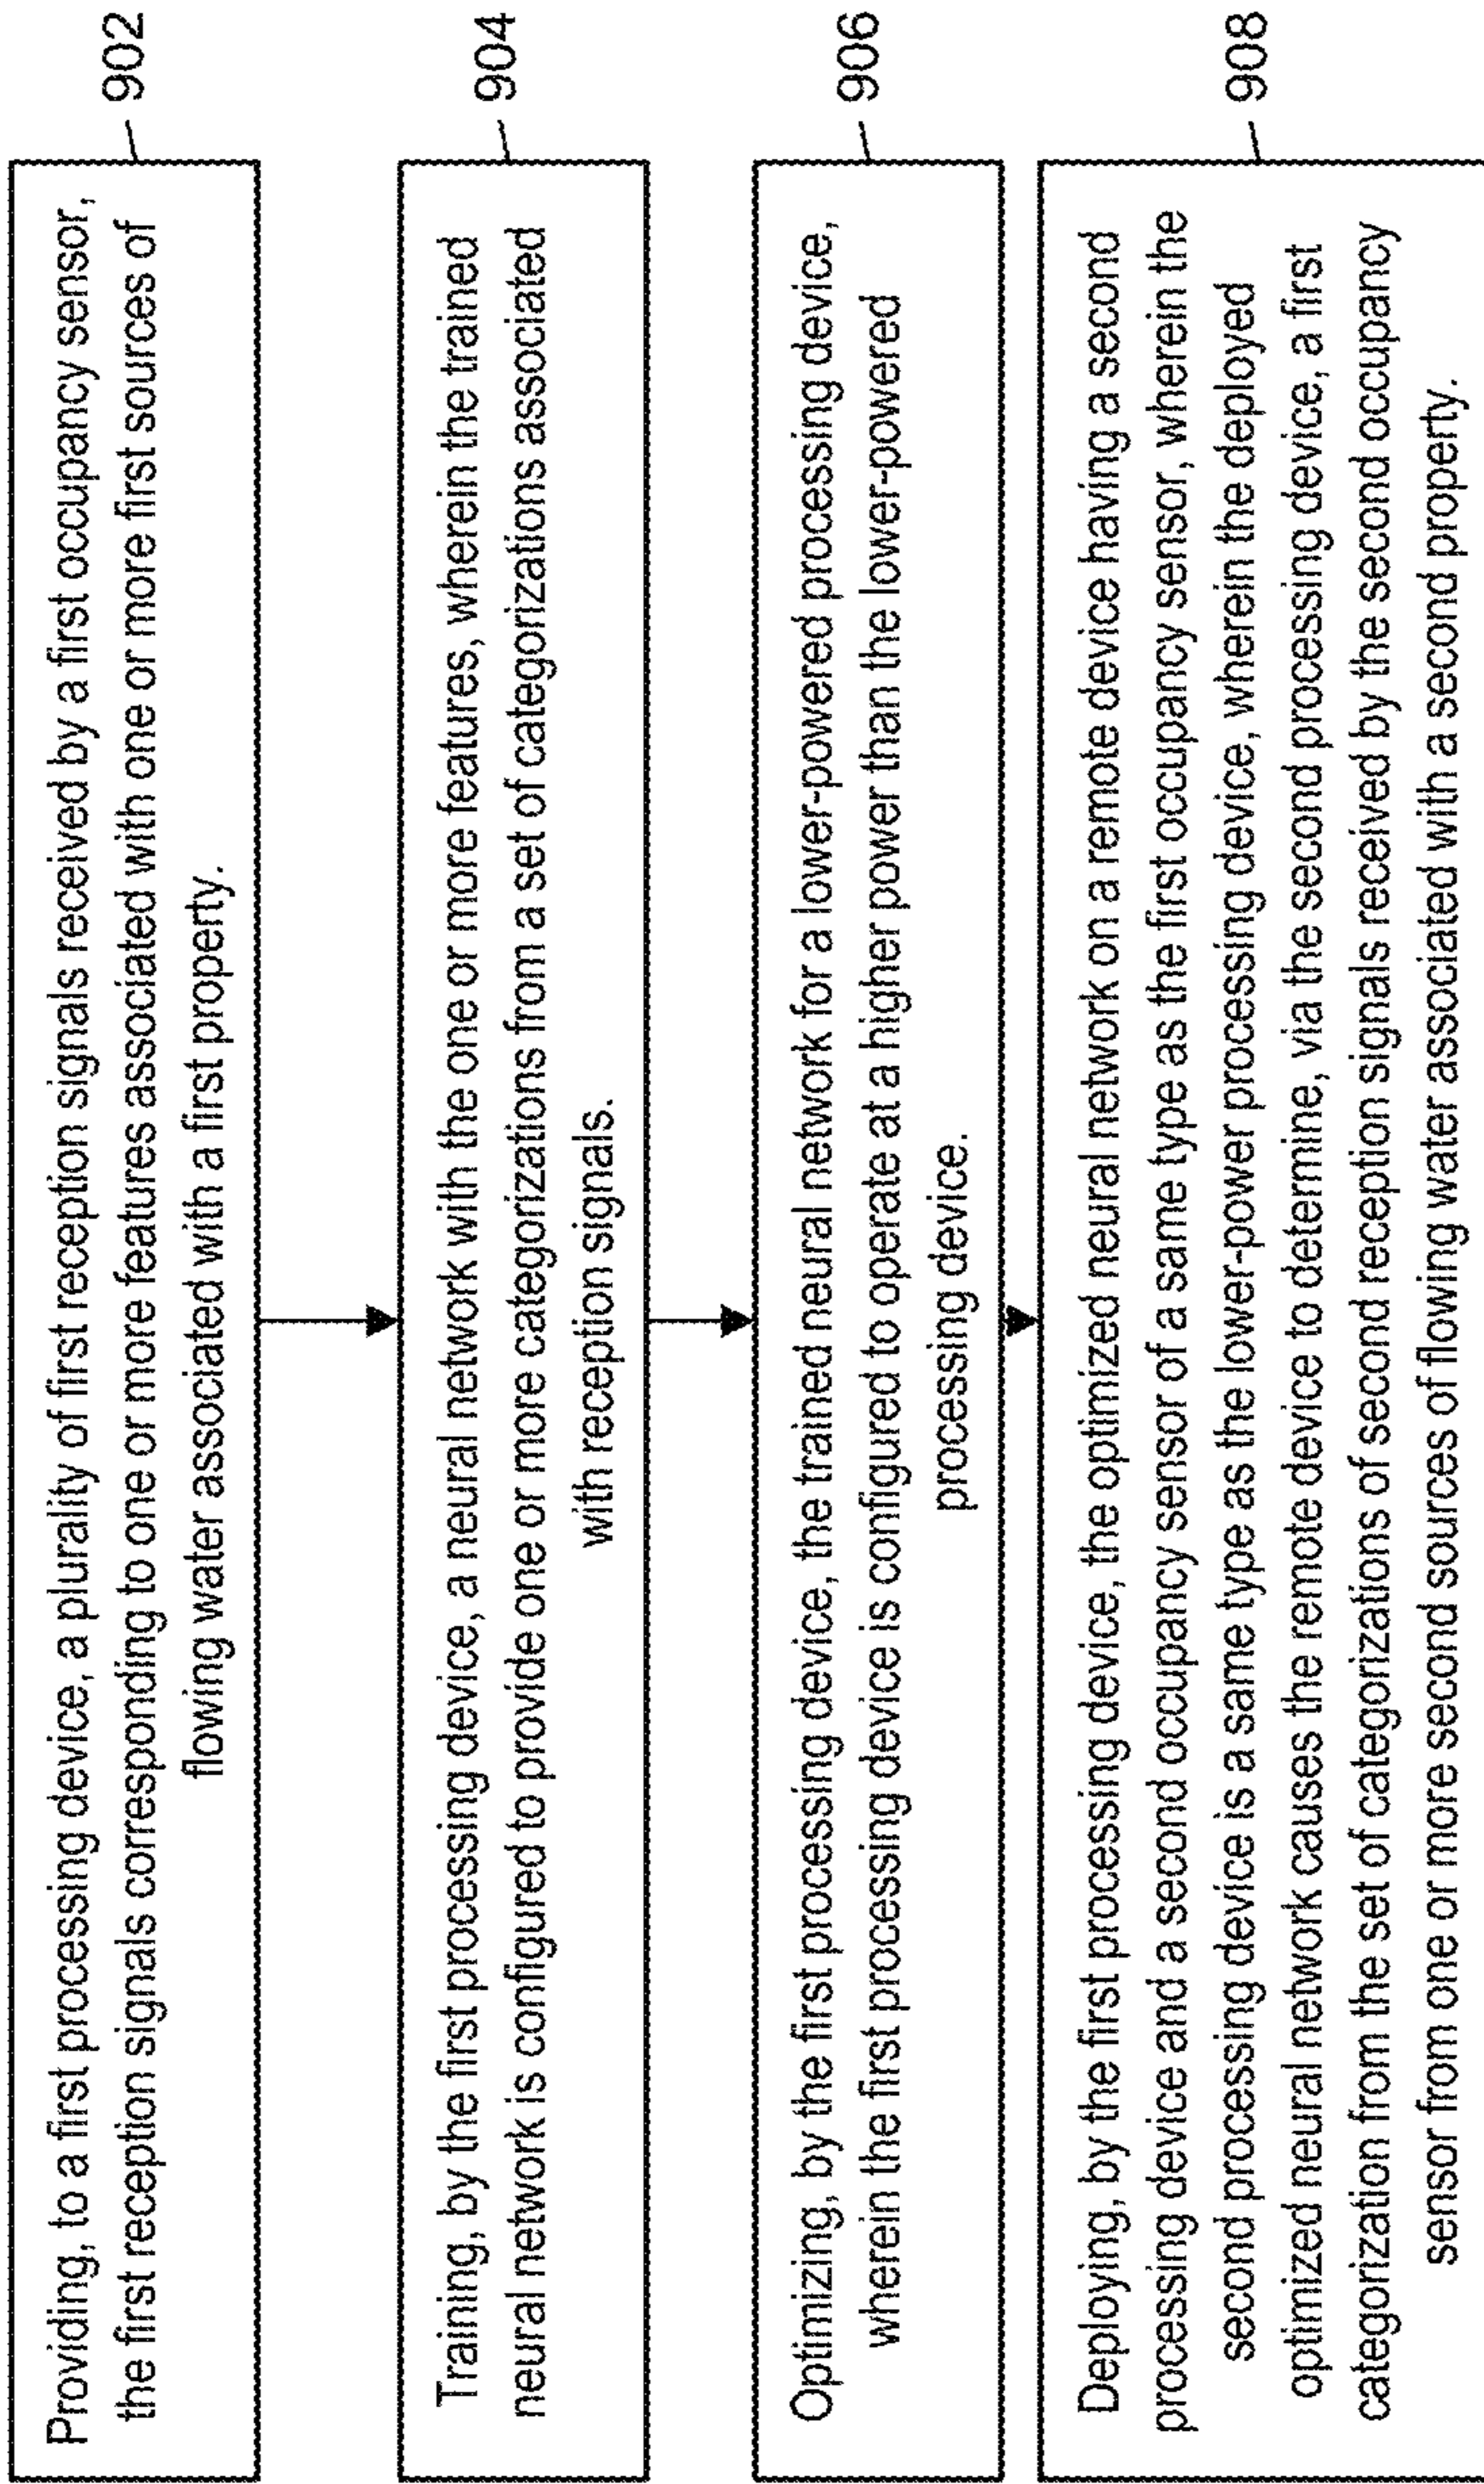 Providing, to a first processing device, a plurality of first reception signals received by a first occupancy sensor,
the first reception signals corresponding to one or more features associated with one or more first sources of
flowing water associated with a first property.
902
Training, by the first processing device, a neural network with the one or more features, wherein the trained
neural network is configured to provide one or more categorizations from a set of categorizations associated
with reception signals.
904
Optimizing, by the first processing device, the trained neural network for a lower-powered processing device,
wherein the first processing device is configured to operate at a higher power than the lower-powered
processing device.
906
Deploying, by the first processing device, the optimized neural network on a remote device having a second
processing device and a second occupancy sensor of a same type as the first occupancy sensor, wherein the
second processing device is a same type as the lower-power processing device, wherein the deployed
optimized neural network causes the remote device to determine, via the second processing device, a first
categorization from the set of categorizations of second reception signals received by the second occupancy
sensor from one or more second sources of flowing water associated with a second property.
908